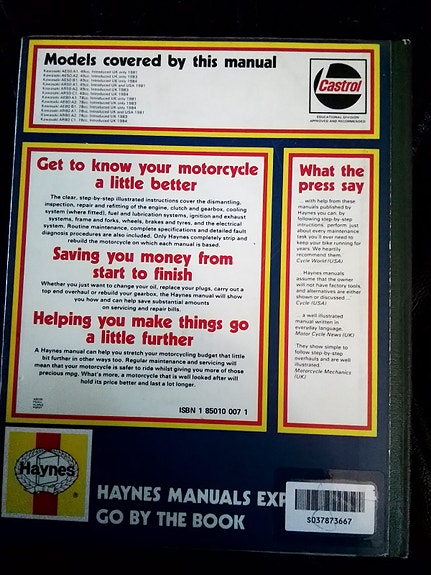 Models covered by this manual
Castrol
EDUCATIONAL DIVISION
APPROVED AND RECOMMENDED
Get to know your motorcycle
a little better
The clear, step-by-step illustrated instructions cover the dismantling,
inspection, repair and refitting of the engine, clutch and gearbox, cooling
system (where fitted), fuel and lubrication systems, ignition and exhaust
systems, frame and forks, wheels, brakes and tyres, and the electrical
system. Routine maintenance, complete specifications and detailed fault
diagnosis procedures are also included. Only Haynes completely strip and
rebuild the motorcycle on which each manual is based.
Saving you money from
start to finish
Whether you just want to change your oil, replace your plugs, carry out a
top end overhaul or rebuild your gearbox, the Haynes manual will show
you how and can help save substantial amounts
on servicing and repair bills.
Helping you make things go
a little further
A Haynes manual can help you stretch your motorcycling budget that little
bit further in other ways too. Regular maintenance and servicing will
mean that your motorcycle is safer to ride whilst giving you more of those
precious mpg. What's more, a motorcycle that is well looked after will
hold its price better and last a lot longer.
ISBN 1 85010 007 1
What the
press say
... with help from these
manuals published by
Haynes you can, by
following step-by-step
instructions, perform just
about every maintenance
task you'll ever need to
keep your bike running for
years. We heartily
recommend them
Cycle World (USA)
Haynes manuals
assume that the owner
will not have factory tools,
and alternatives are either
shown or discussed ...
Cycle (USA)
... a well illustrated
manual written in
everyday language.
Motor Cycle News (UK)
They show simple to
follow step-by-step
overhauls and are well
illustrated.
Motorcycle Mechanics
(UK)
Haynes
®
HAYNES MANUALS EXP
GO BY THE BOOK
S037873667